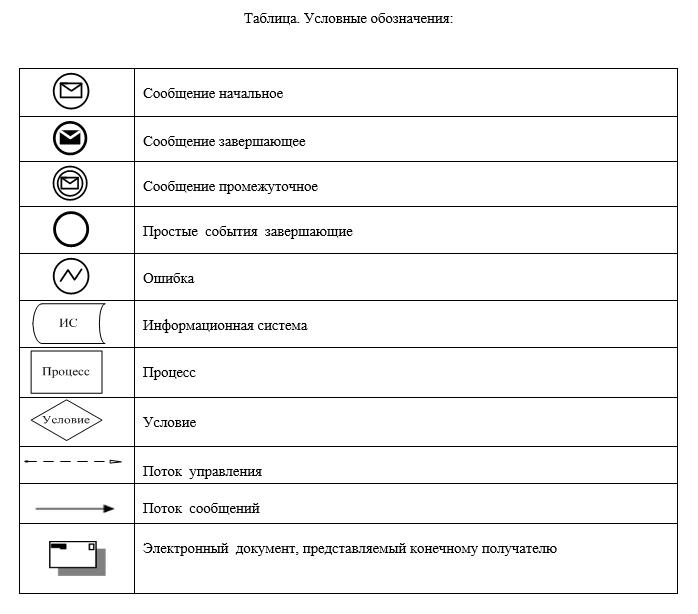 Таблица. Условные обозначения:
Сообщение начальное
Сообщение завершающее
Сообщение промежуточное
Простые события завершающие
Ошибка
ИС
Информационная система
Процесс
Процесс
Условие
Условие
Поток управления
Поток сообщений
Электронный документ, представляемый конечному получателю